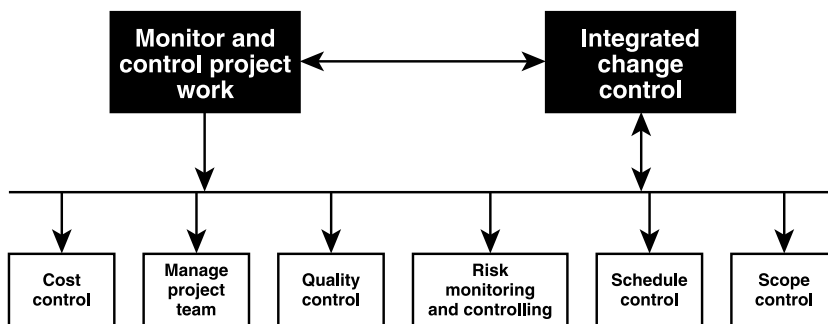 Monitor and
control project
work
Integrated
change
control
Cost
control
Manage
project
team
Quality
control
Risk
monitoring
and controlling
Schedule
control
Scope
control